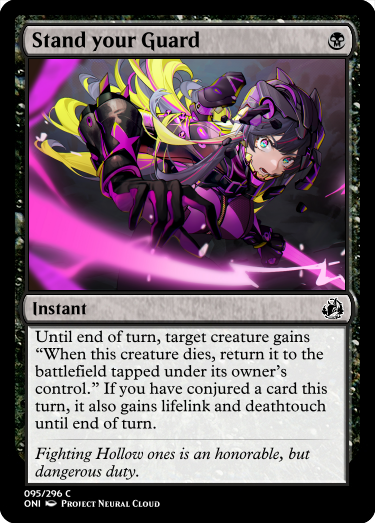 Stand your Guard
Instant
Until end of turn, target creature gains
“When this creature dies, return it to the
battlefield tapped under its owner’s
control.” If you have conjured a card this
turn, it also gains lifelink and deathtouch
until end of turn.
Fighting Hollow ones is an honorable, but
dangerous duty.
095/296 C
ONI Project Neural Cloud